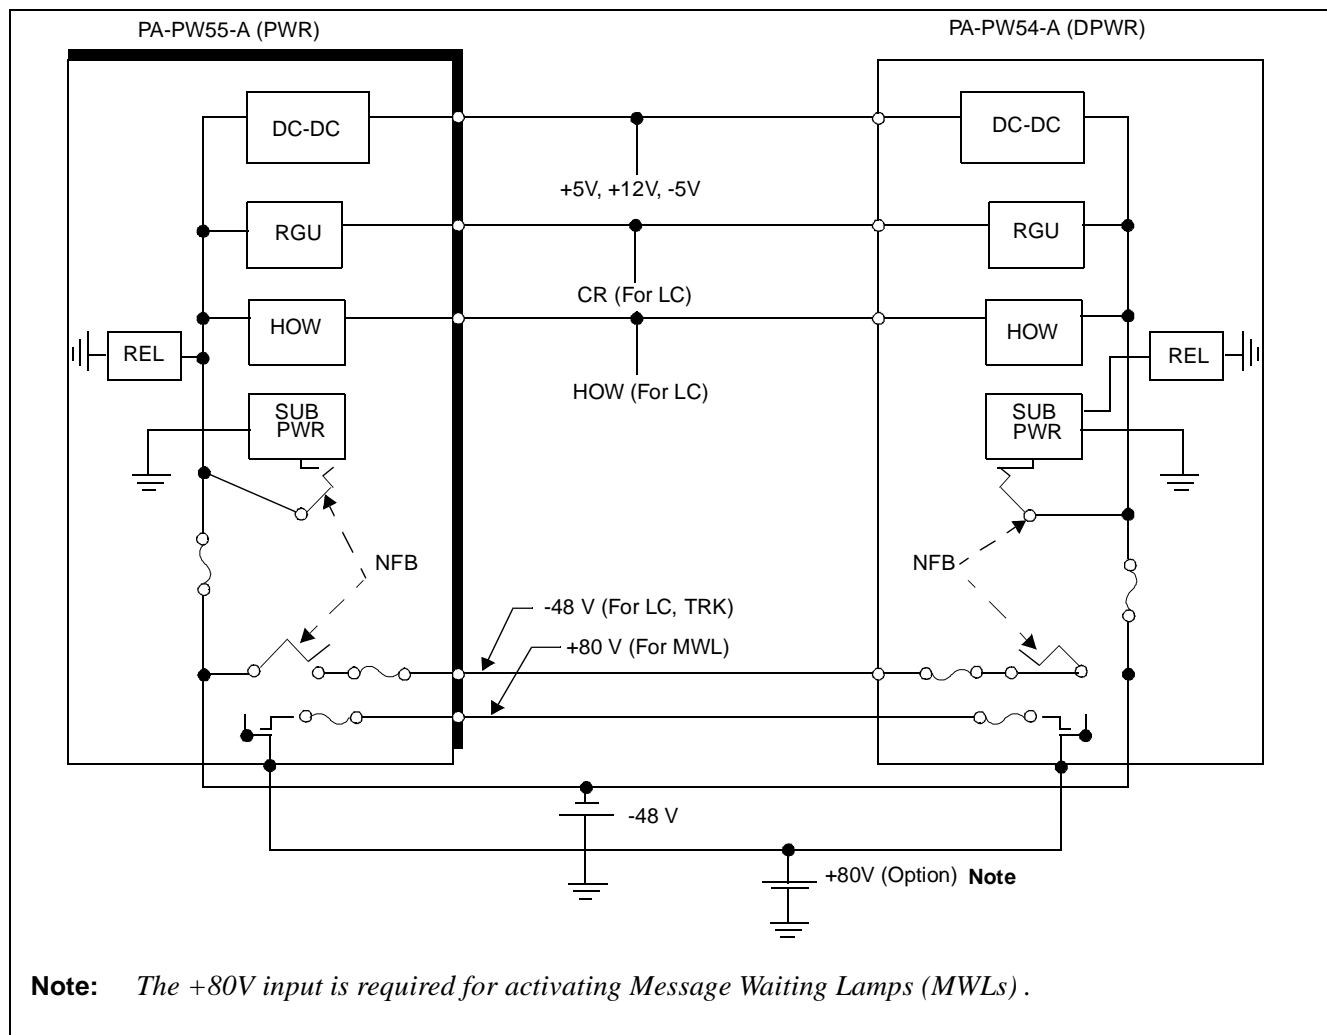 PA-PW55-A (PWR)
PA-PW54-A (DPWR)
DC-DC
DC-DC
+5V, +12V, -5V
RGU
RGU
CR (For LC)
HOW
HOW
REL
REL
HOW (For LC)
SUB
PWR
SUB
PWR
NFB
NFB
-48 V (For LC, TRK)
+80 V (For MWL)
-48 V
+80V (Option) Note
Note: The +80V input is required for activating Message Waiting Lamps (MWLs) .